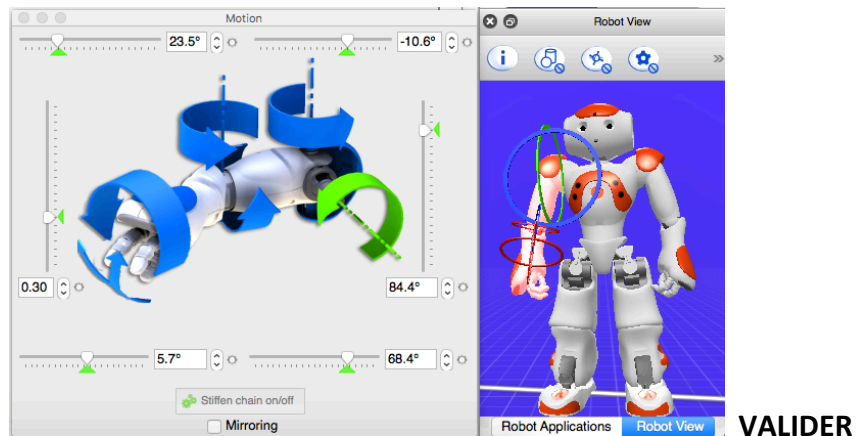 Motion
23.5°
-10.6°
0.30
84.4°
5.7°
68.4°
Stiffen chain on/off
Mirroring
Robot View
i
»
Robot Applications
Robot View
VALIDER